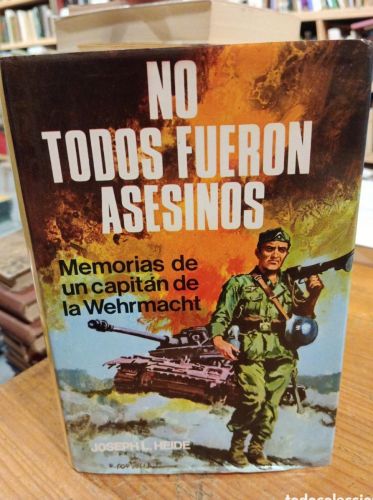 NO
TODOS FUERON
ASESINOS
Memorias de
un capitán de
la Wehrmacht
JOSEPH L. HEIDE